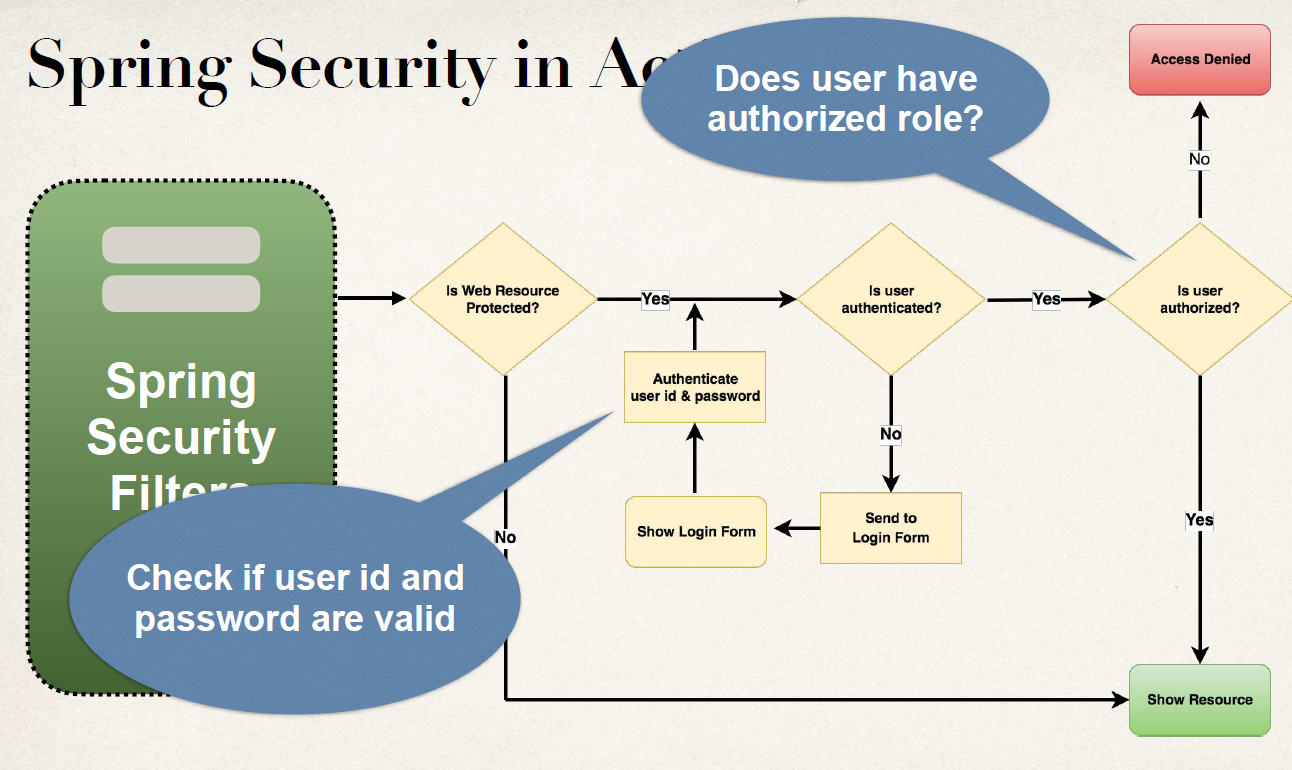 Spring Security in Ac
Does user have
authorized role?
Access Denied
No
Is Web Resource
Protected?
Yes
Is user
authenticated?
Yes
Is user
authorized?
Authenticate
user id & password
No
Spring
Security
Filters
Show Login Form
Send to
Login Form
Yes
No
Check if user id and
password are valid
Show Resource